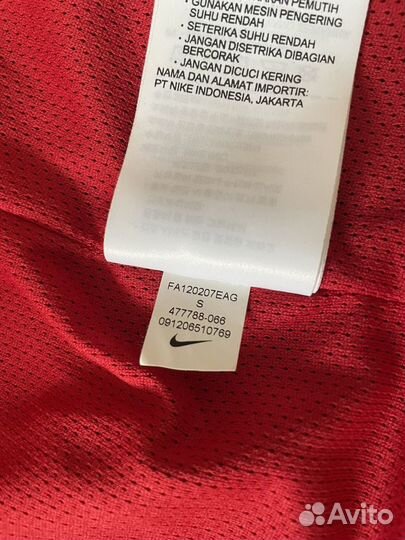 • GUNAKAN MESIN PENGERING
SUHU RENDAH
• SETERIKA SUHU RENDAH
• JANGAN DISETRIKA DIBAGIAN
BERCORAK
• JANGAN DICUCI KERING
NAMA DAN ALAMAT IMPORTIR:
PT NIKE INDONESIA, JAKARTA
FA120207EAG
S
477788-066
091206510769
Avito